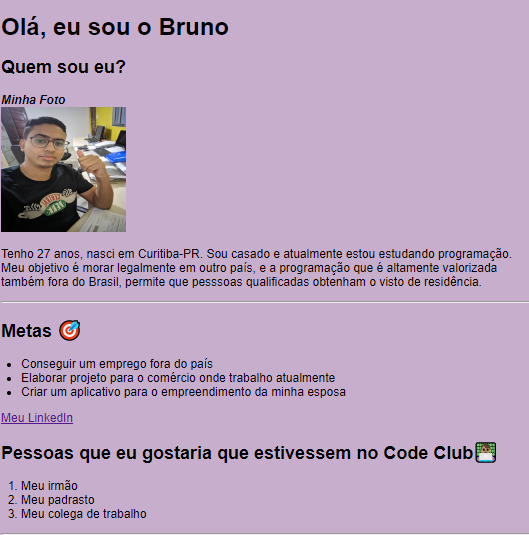 Olá, eu sou o Bruno
Quem sou eu?
Minha Foto
Tenho 27 anos, nasci em Curitiba-PR. Sou casado e atualmente estou estudando programação.
Meu objetivo é morar legalmente em outro país, e a programação que é altamente valorizada
também fora do Brasil, permite que pesssoas qualificadas obtenham o visto de residência.
Metas
Conseguir um emprego fora do país
Elaborar projeto para o comércio onde trabalho atualmente
Criar um aplicativo para o empreendimento da minha esposa
Meu LinkedIn
Pessoas que eu gostaria que estivessem no Code Club
1. Meu irmão
2. Meu padrasto
3. Meu colega de trabalho